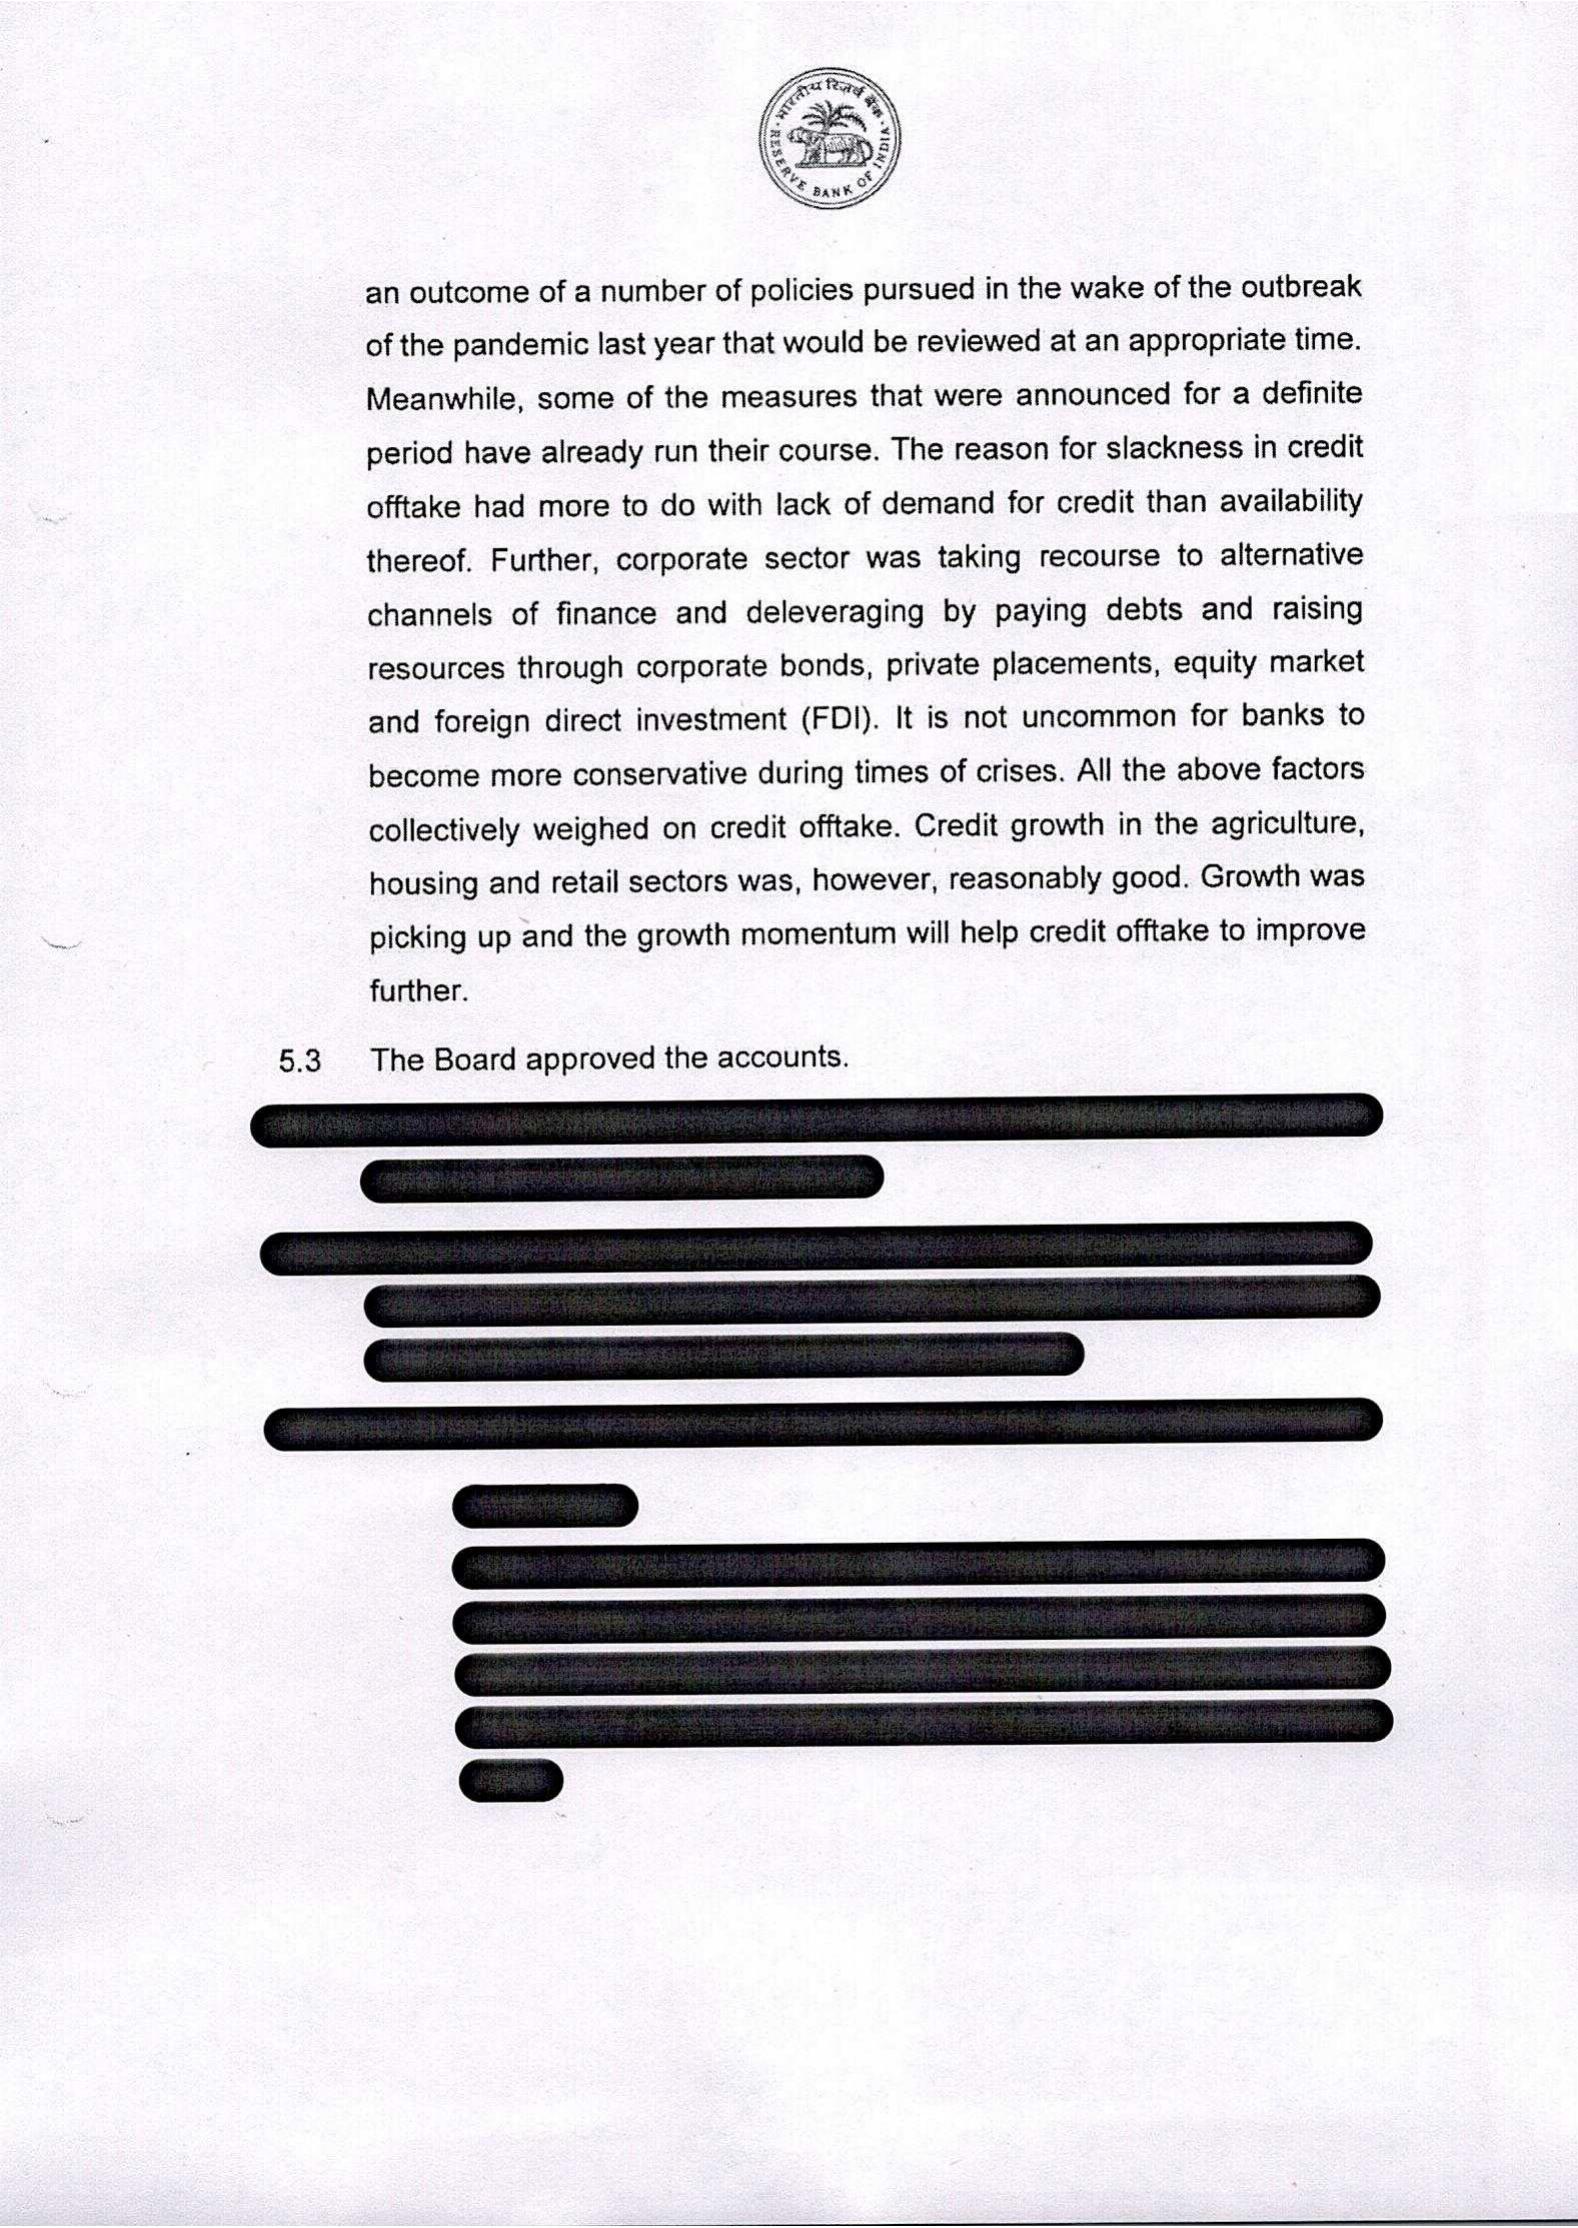 भारतीय रिज़र्व बैंक
RESERVE BANK OF INDIA
an outcome of a number of policies pursued in the wake of the outbreak
of the pandemic last year that would be reviewed at an appropriate time.
Meanwhile, some of the measures that were announced for a definite
period have already run their course. The reason for slackness in credit
offtake had more to do with lack of demand for credit than availability
thereof. Further, corporate sector was taking recourse to alternative
channels of finance and deleveraging by paying debts and raising
resources through corporate bonds, private placements, equity market
and foreign direct investment (FDI). It is not uncommon for banks to
become more conservative during times of crises. All the above factors
collectively weighed on credit offtake. Credit growth in the agriculture,
housing and retail sectors was, however, reasonably good. Growth was
picking up and the growth momentum will help credit offtake to improve
further.
5.3 The Board approved the accounts.